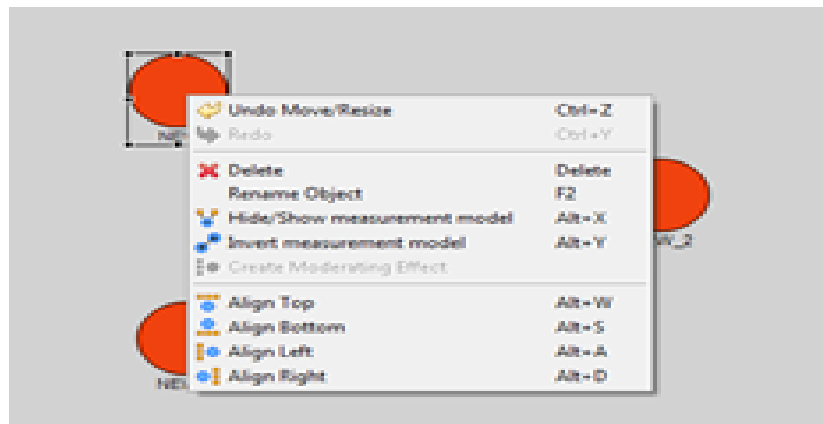 Undo Move/Resize Ctrl+Z
Redo Ctrl+Y
Delete Delete
Rename Object F2
Hide/Show measurement model Alt+X
Invert measurement model Alt+Y
Create Moderating Effect
Align Top Alt+W
Align Bottom Alt+S
Align Left Alt+A
Align Right Alt+D
W_2